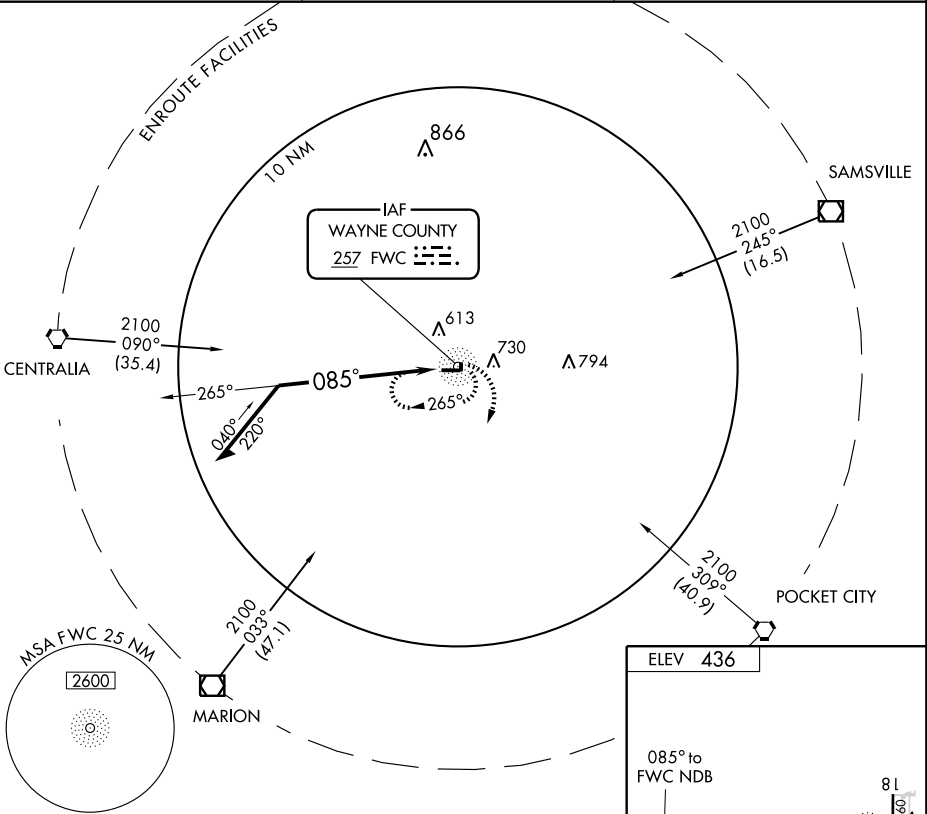 ENROUTE FACILITIES
10 NM
866
IAF
WAYNE COUNTY
257 FWC
SAMSVILLE
2100
245°
(16.5)
613
730
794
CENTRALIA
2100
090°
(35.4)
265°
085°
265°
040°
220°
2100
033°
(47.1)
MARION
2100
309°
(40.9)
POCKET CITY
MSA FWC 25 NM
2600
ELEV 436
085° to
FWC NDB
18